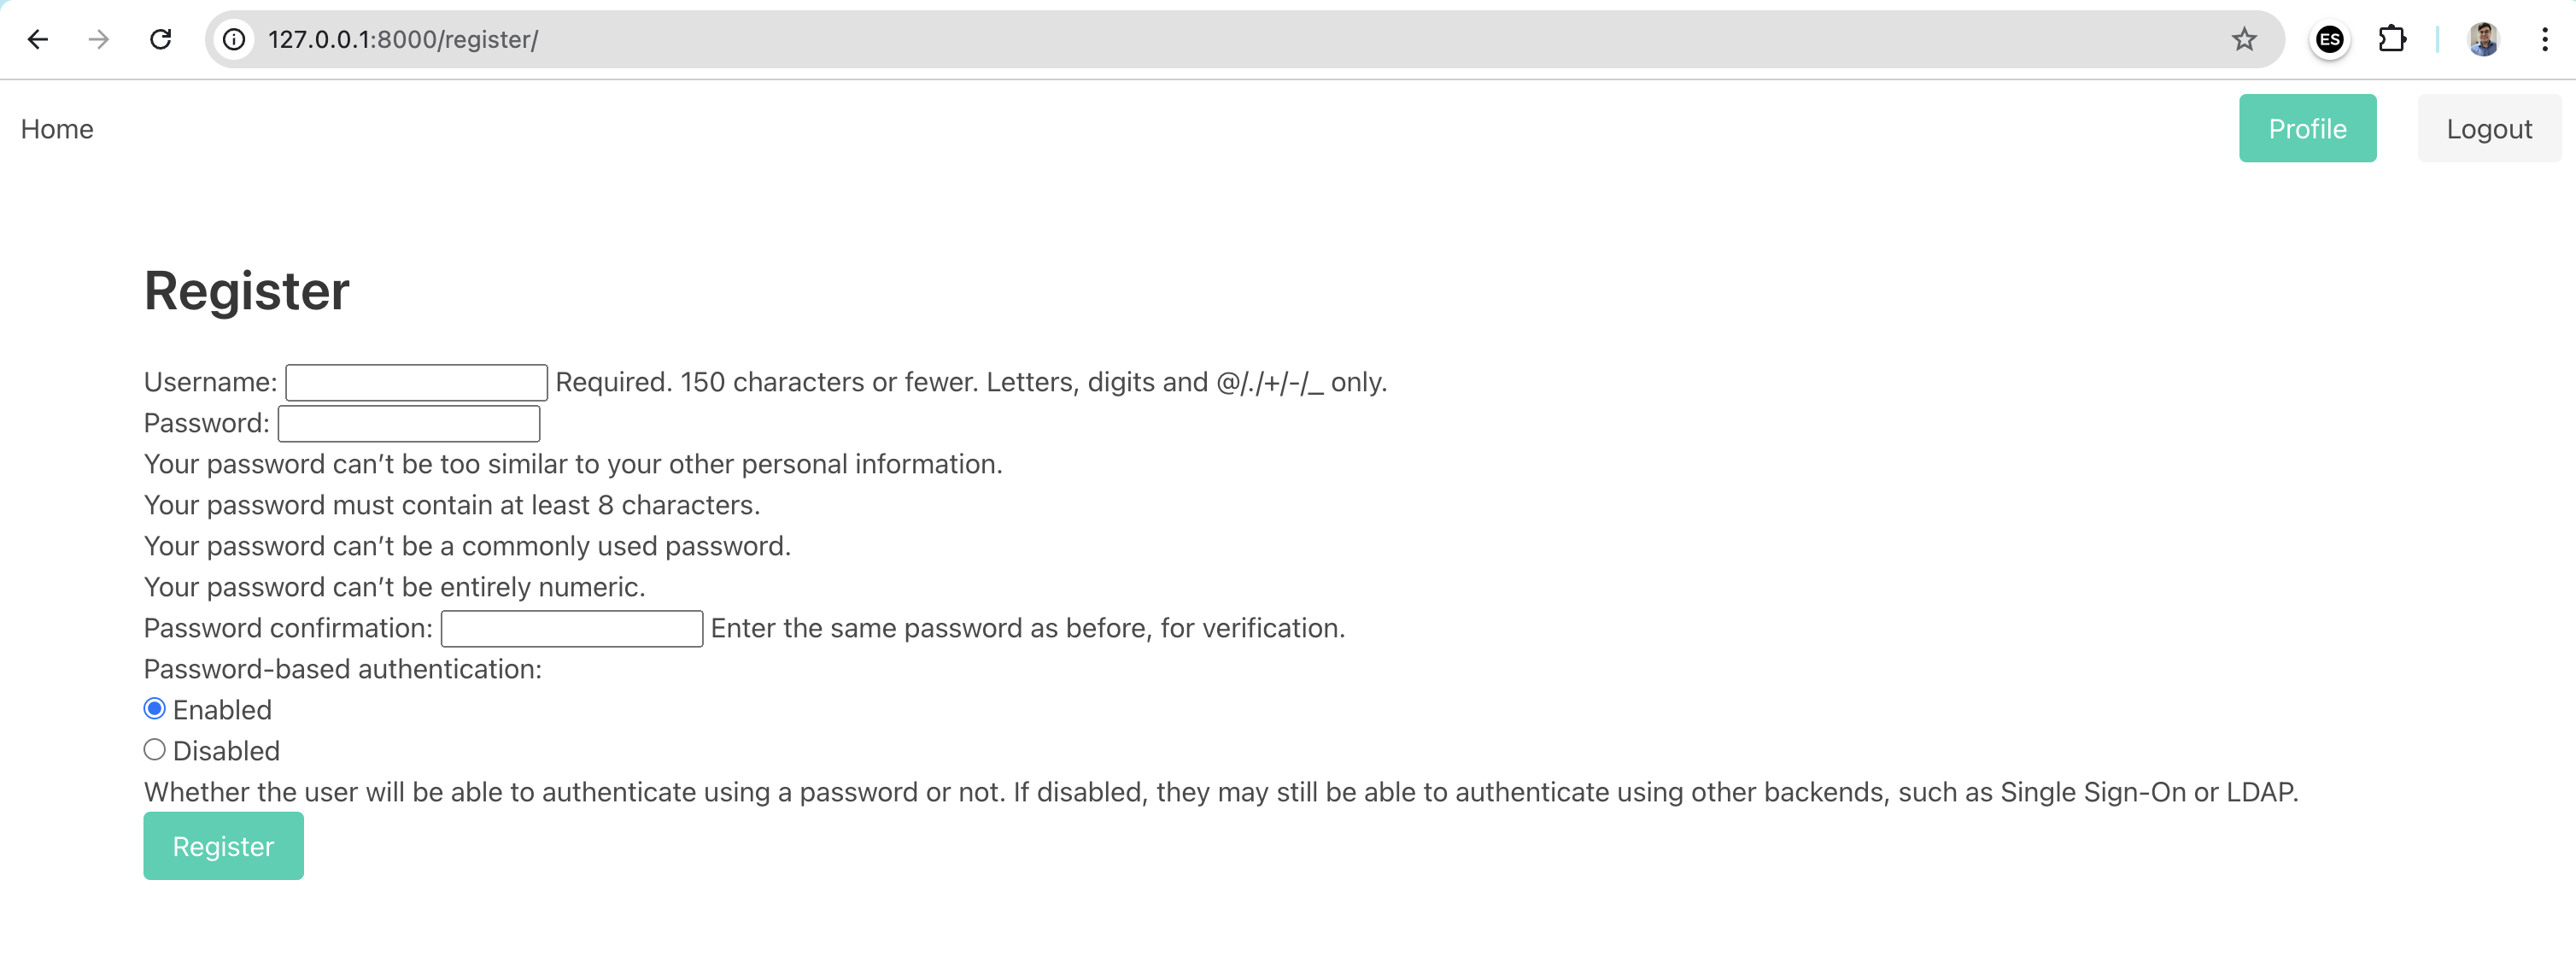 127.0.0.1:8000/register/
ES
Home
Profile
Logout
Register
Username: Required. 150 characters or fewer. Letters, digits and @/./+/-/_ only.
Password:
Your password can’t be too similar to your other personal information.
Your password must contain at least 8 characters.
Your password can’t be a commonly used password.
Your password can’t be entirely numeric.
Password confirmation: Enter the same password as before, for verification.
Password-based authentication:
Enabled
Disabled
Whether the user will be able to authenticate using a password or not. If disabled, they may still be able to authenticate using other backends, such as Single Sign-On or LDAP.
Register